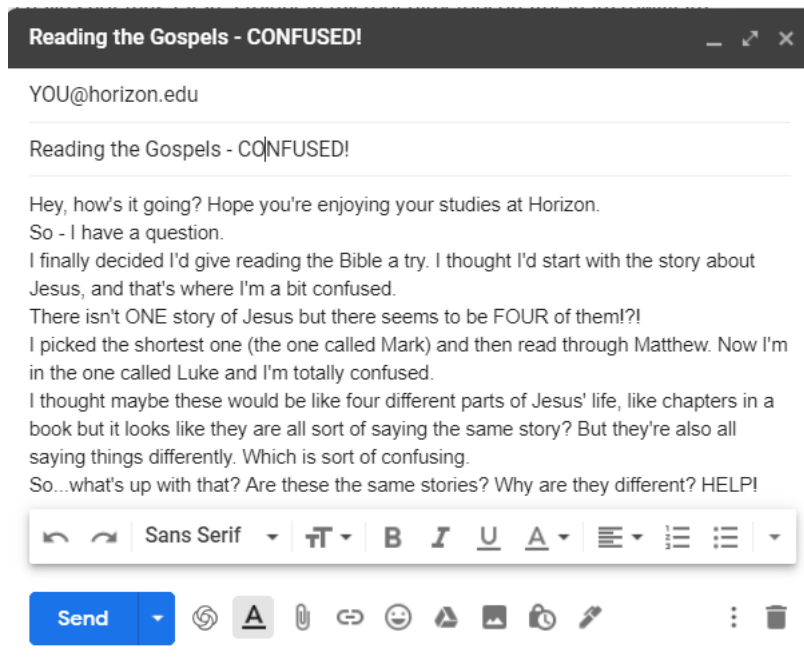 Reading the Gospels - CONFUSED!
YOU@horizon.edu
Reading the Gospels - CONFUSED!
Hey, how's it going? Hope you're enjoying your studies at Horizon.
So - I have a question.
I finally decided I'd give reading the Bible a try. I thought I'd start with the story about
Jesus, and that's where I'm a bit confused.
There isn't ONE story of Jesus but there seems to be FOUR of them!?!
I picked the shortest one (the one called Mark) and then read through Matthew. Now I'm
in the one called Luke and I'm totally confused.
I thought maybe these would be like four different parts of Jesus' life, like chapters in a
book but it looks like they are all sort of saying the same story? But they're also all
saying things differently. Which is sort of confusing.
So...what's up with that? Are these the same stories? Why are they different? HELP!
Sans Serif
Send